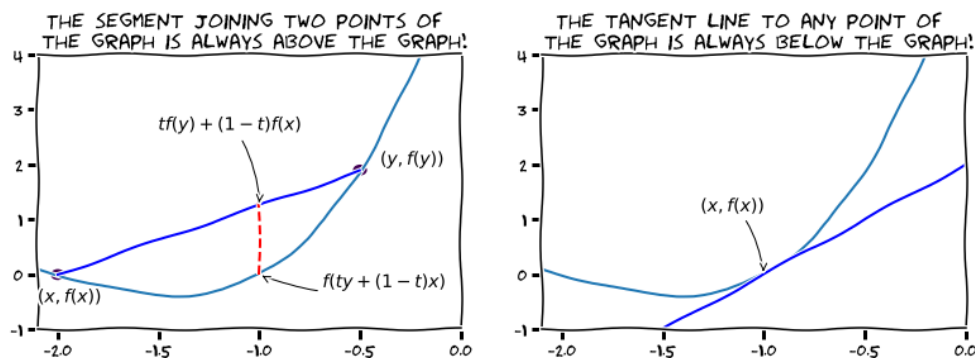 THE SEGMENT JOINING TWO POINTS OF
THE GRAPH IS ALWAYS ABOVE THE GRAPH!
4
3
2
1
0
-1
-2.0
-1.5
-1.0
-0.5
0.0
tf(y) + (1 − t)f(x)
(y, f(y))
(x, f(x))
f(ty + (1 − t)x)
THE TANGENT LINE TO ANY POINT OF
THE GRAPH IS ALWAYS BELOW THE GRAPH!
4
3
2
1
0
-1
-2.0
-1.5
-1.0
-0.5
0.0
(x, f(x))